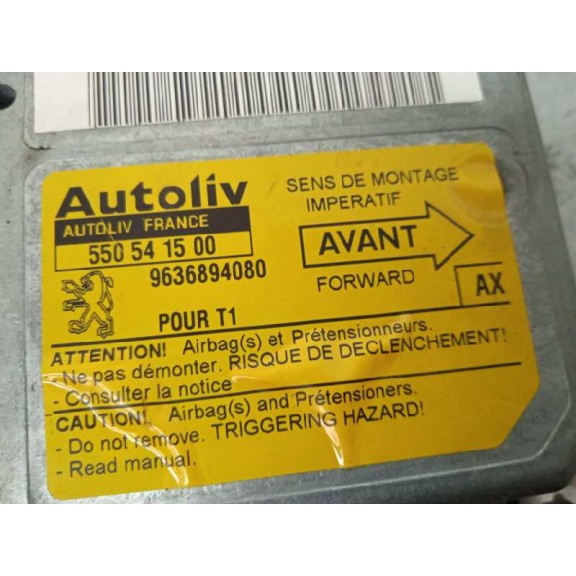 Autoliv
AUTOLIV FRANCE
550 54 15 00
9636894080
POUR T1
SENS DE MONTAGE
IMPERATIF
AVANT
FORWARD
AX
ATTENTION! Airbag(s) et Prétensionneurs.
- Ne pas démonter. RISQUE DE DECLENCHEMENT!
- Consulter la notice
CAUTION! Airbag(s) and Pretensioners.
- Do not remove. TRIGGERING HAZARD!
- Read manual.